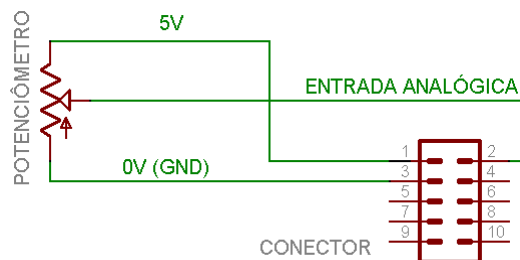 5V
POTENCIÔMETRO
ENTRADA ANALÓGICA
0V (GND)
1 2
3 4
5 6
7 8
9 10
CONECTOR